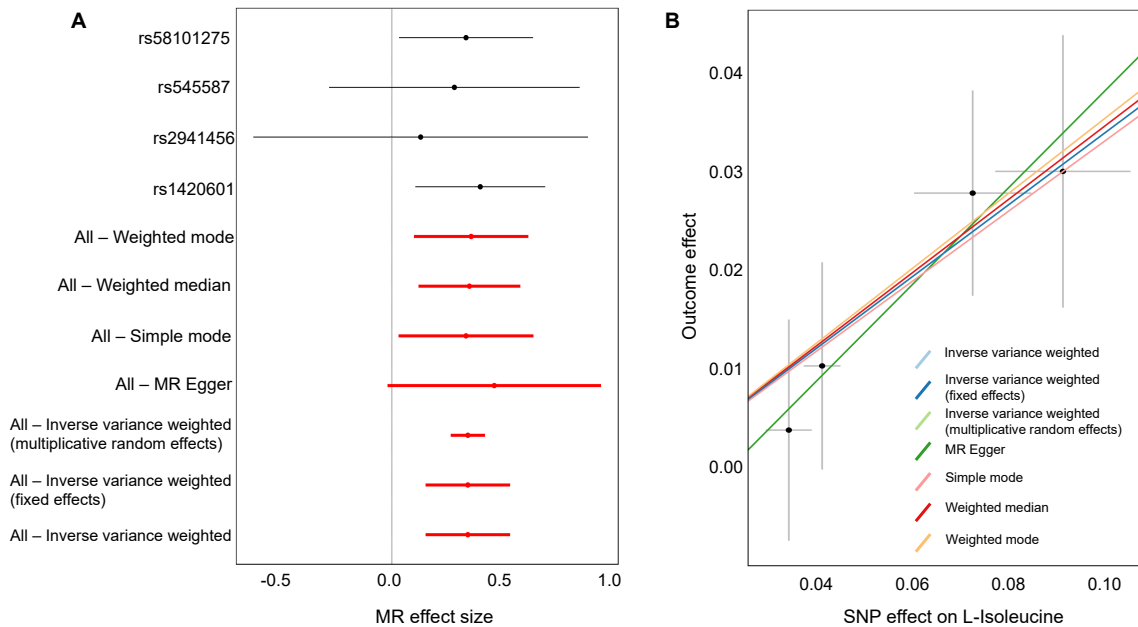 A
rs58101275
rs545587
rs2941456
rs1420601
All – Weighted mode
All – Weighted median
All – Simple mode
All – MR Egger
All – Inverse variance weighted
(multiplicative random effects)
All – Inverse variance weighted
(fixed effects)
All – Inverse variance weighted
-0.5 0.0 0.5 1.0
MR effect size
B
Outcome effect
0.04
0.03
0.02
0.01
0.00
Inverse variance weighted
Inverse variance weighted
(fixed effects)
Inverse variance weighted
(multiplicative random effects)
MR Egger
Simple mode
Weighted median
Weighted mode
0.04 0.06 0.08 0.10
SNP effect on L-Isoleucine